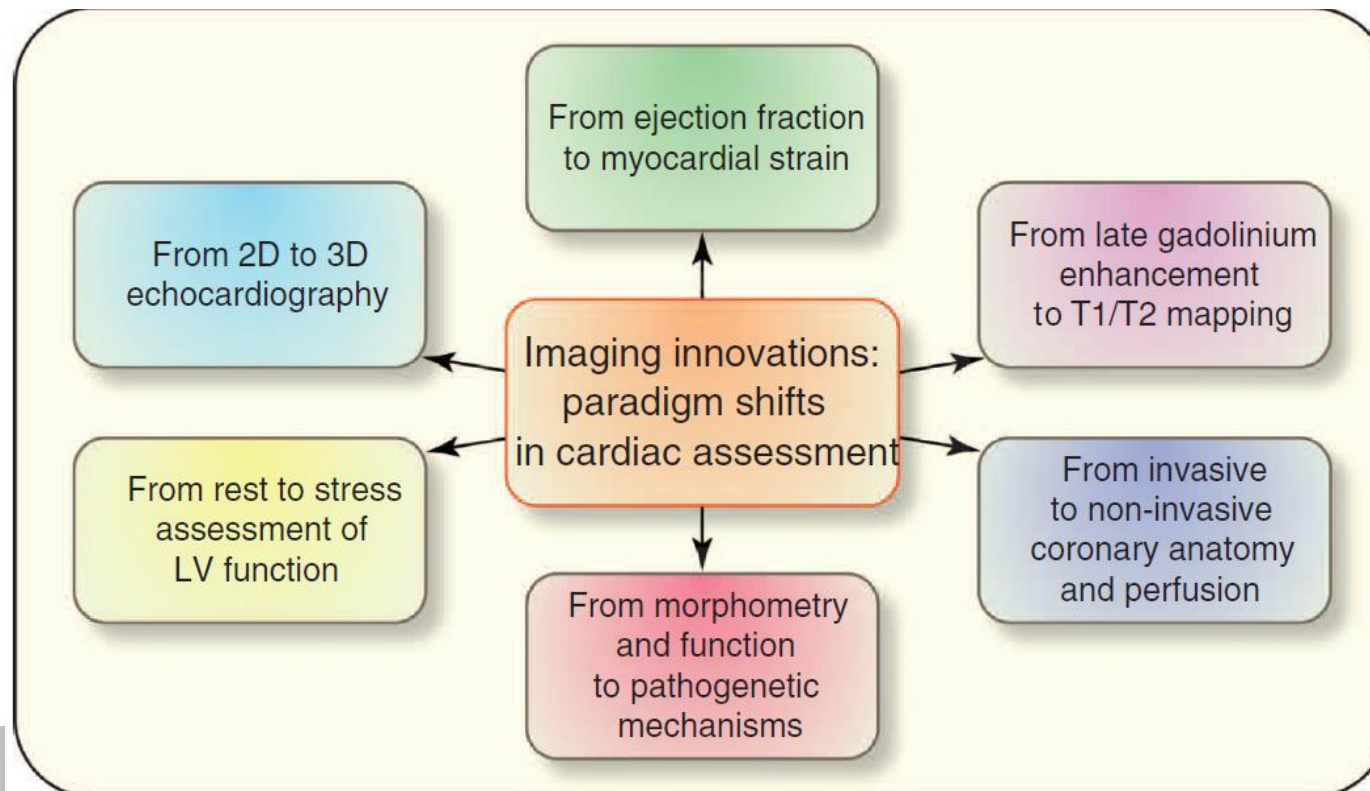 From ejection fraction
to myocardial strain
From 2D to 3D
echocardiography
From late gadolinium
enhancement
to T1/T2 mapping
Imaging innovations:
paradigm shifts
in cardiac assessment
From rest to stress
assessment of
LV function
From invasive
to non-invasive
coronary anatomy
and perfusion
From morphometry
and function
to pathogenetic
mechanisms